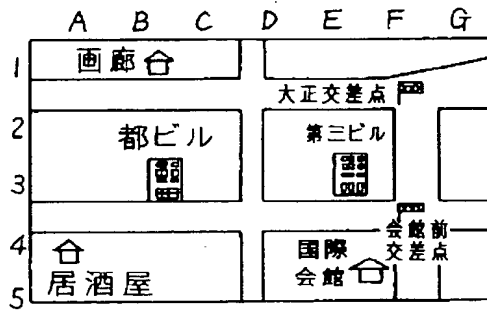 A B C D E F G
1 画廊
大正交差点
2 都ビル 第三ビル
3
会館前
交差点
4 国際
会館
居酒屋
5